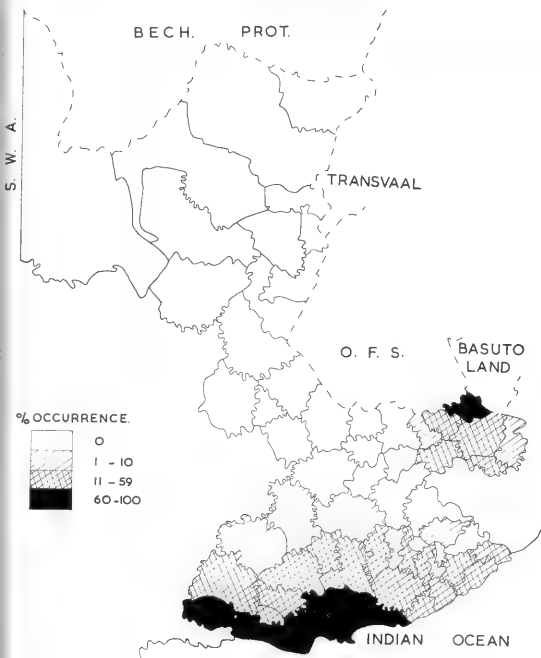 BECH. PROT.
S. W. A.
TRANSVAAL
O. F. S.
BASUTO
LAND
% OCCURRENCE.
0
1 - 10
11 - 59
60-100
INDIAN OCEAN